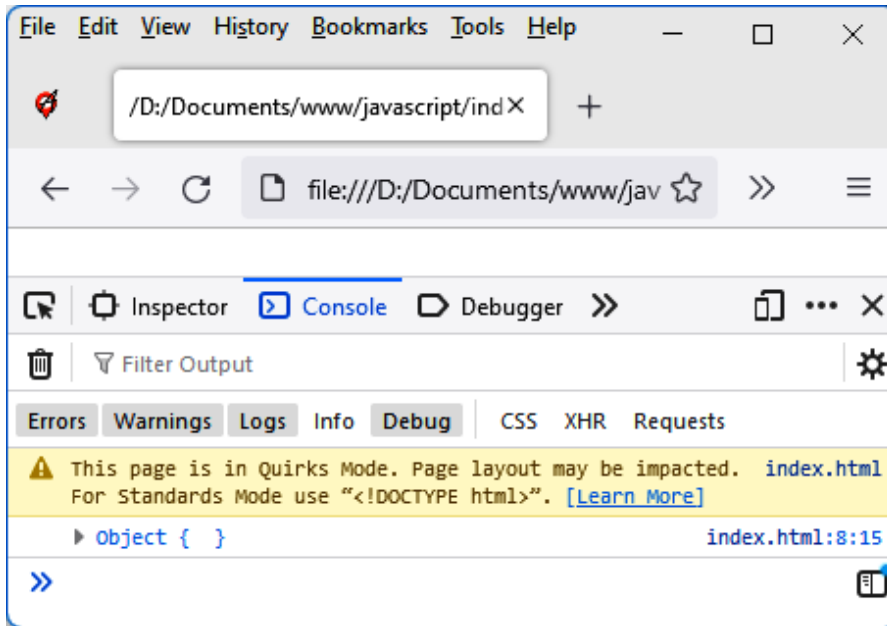 File Edit View History Bookmarks Tools Help
/D:/Documents/www/javascript/ind
file:///D:/Documents/www/jav
Inspector Console Debugger
Filter Output
Errors Warnings Logs Info Debug CSS XHR Requests
This page is in Quirks Mode. Page layout may be impacted. index.html
For Standards Mode use “<!DOCTYPE html>”. [Learn More]
Object { } index.html:8:15